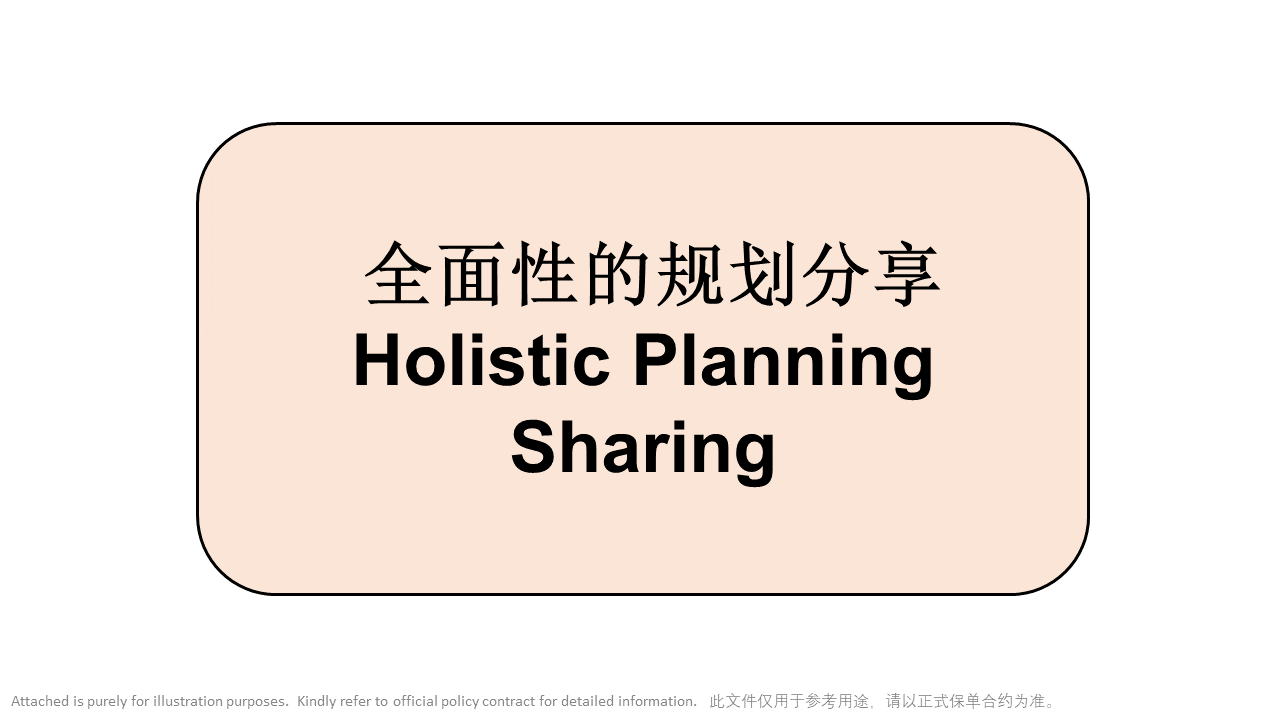 全面性的规划分享
Holistic Planning
Sharing
Attached is purely for illustration purposes.  Kindly refer to official policy contract for detailed information.   此文件仅用于参考用途，请以正式保单合约为准。